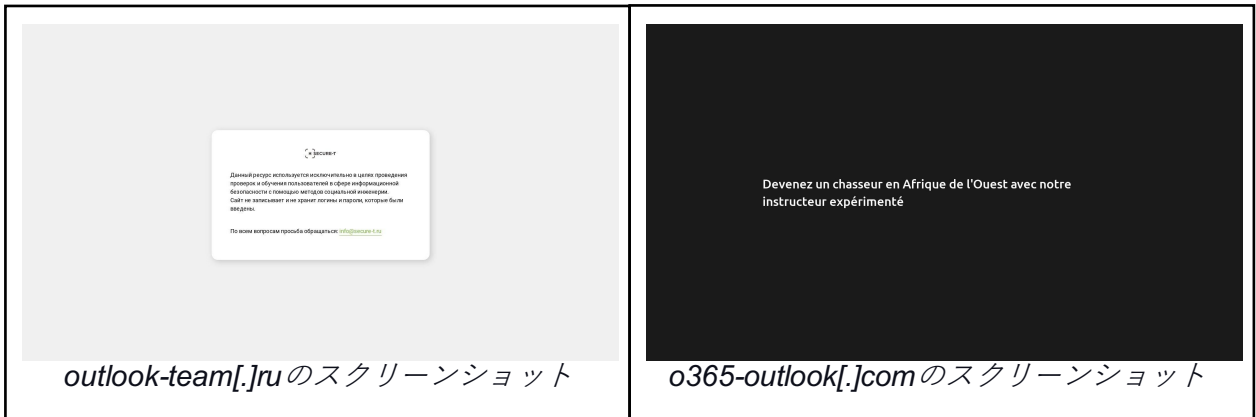 SECURE-T
Данный ресурс используется исключительно в целях проведения
проверок и обучения пользователей в сфере информационной
безопасности с помощью методов социальной инженерии.
Сайт не записывает и не хранит логины и пароли, которые были
введены.
По всем вопросам просьба обращаться: info@secure-t.ru
outlook-team[.]ruのスクリーンショット
Devenez un chasseur en Afrique de l'Ouest avec notre
instructeur expérimenté
o365-outlook[.]comのスクリーンショット